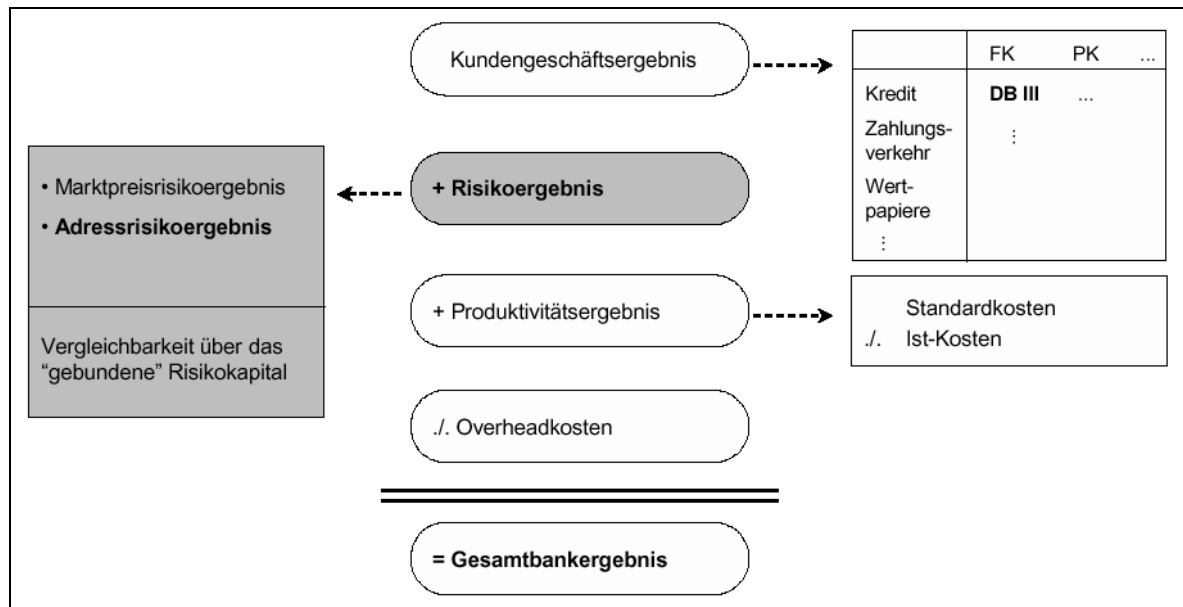 Kundengeschäftsergebnis
FK PK ...
Kredit DB III ...
Zahlungs-
verkehr ⋮
Wert-
papiere
⋮
• Marktpreisrisikoergebnis
• Adressrisikoergebnis
Vergleichbarkeit über das
“gebundene” Risikokapital
+ Risikoergebnis
+ Produktivitätsergebnis
Standardkosten
./. Ist-Kosten
./. Overheadkosten
= Gesamtbankergebnis